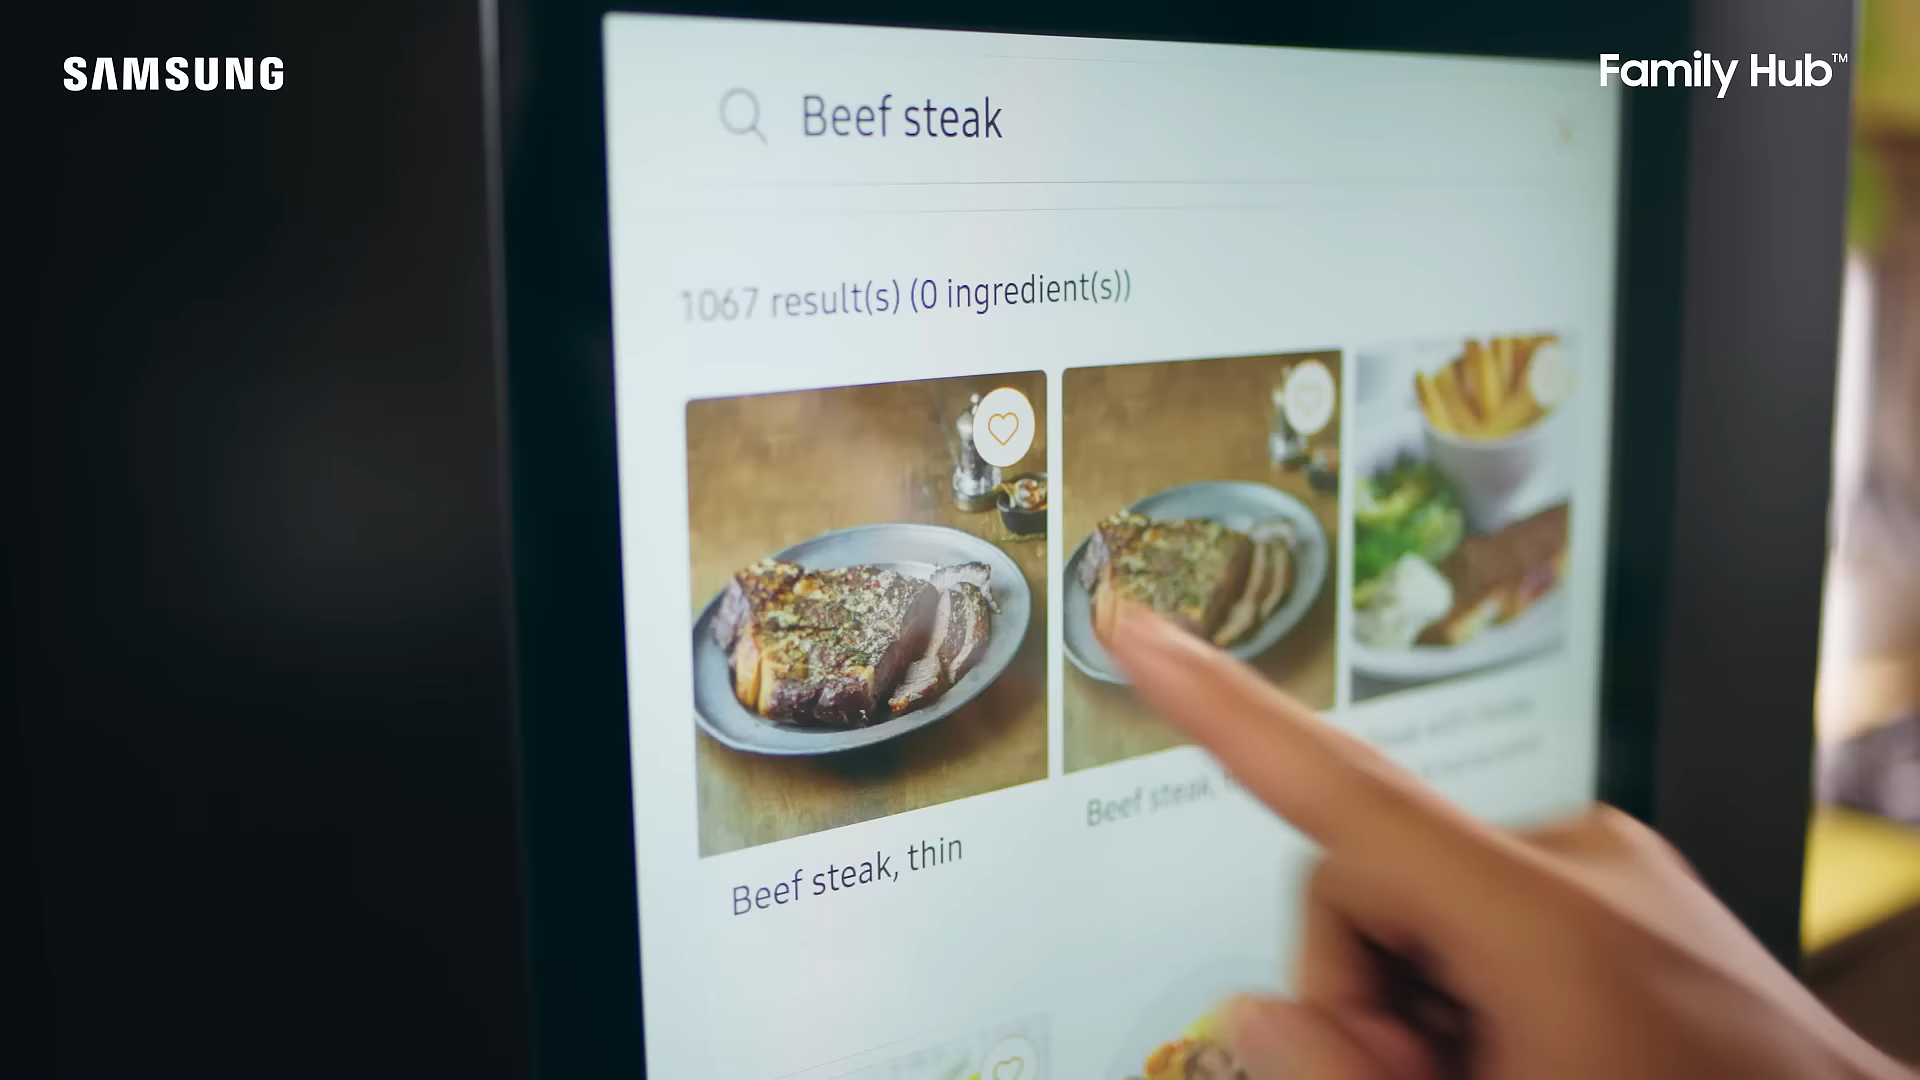 SAMSUNG
Family Hub™
Beef steak
1067 result(s) (0 ingredient(s))
Beef steak, thin
Beef steak,